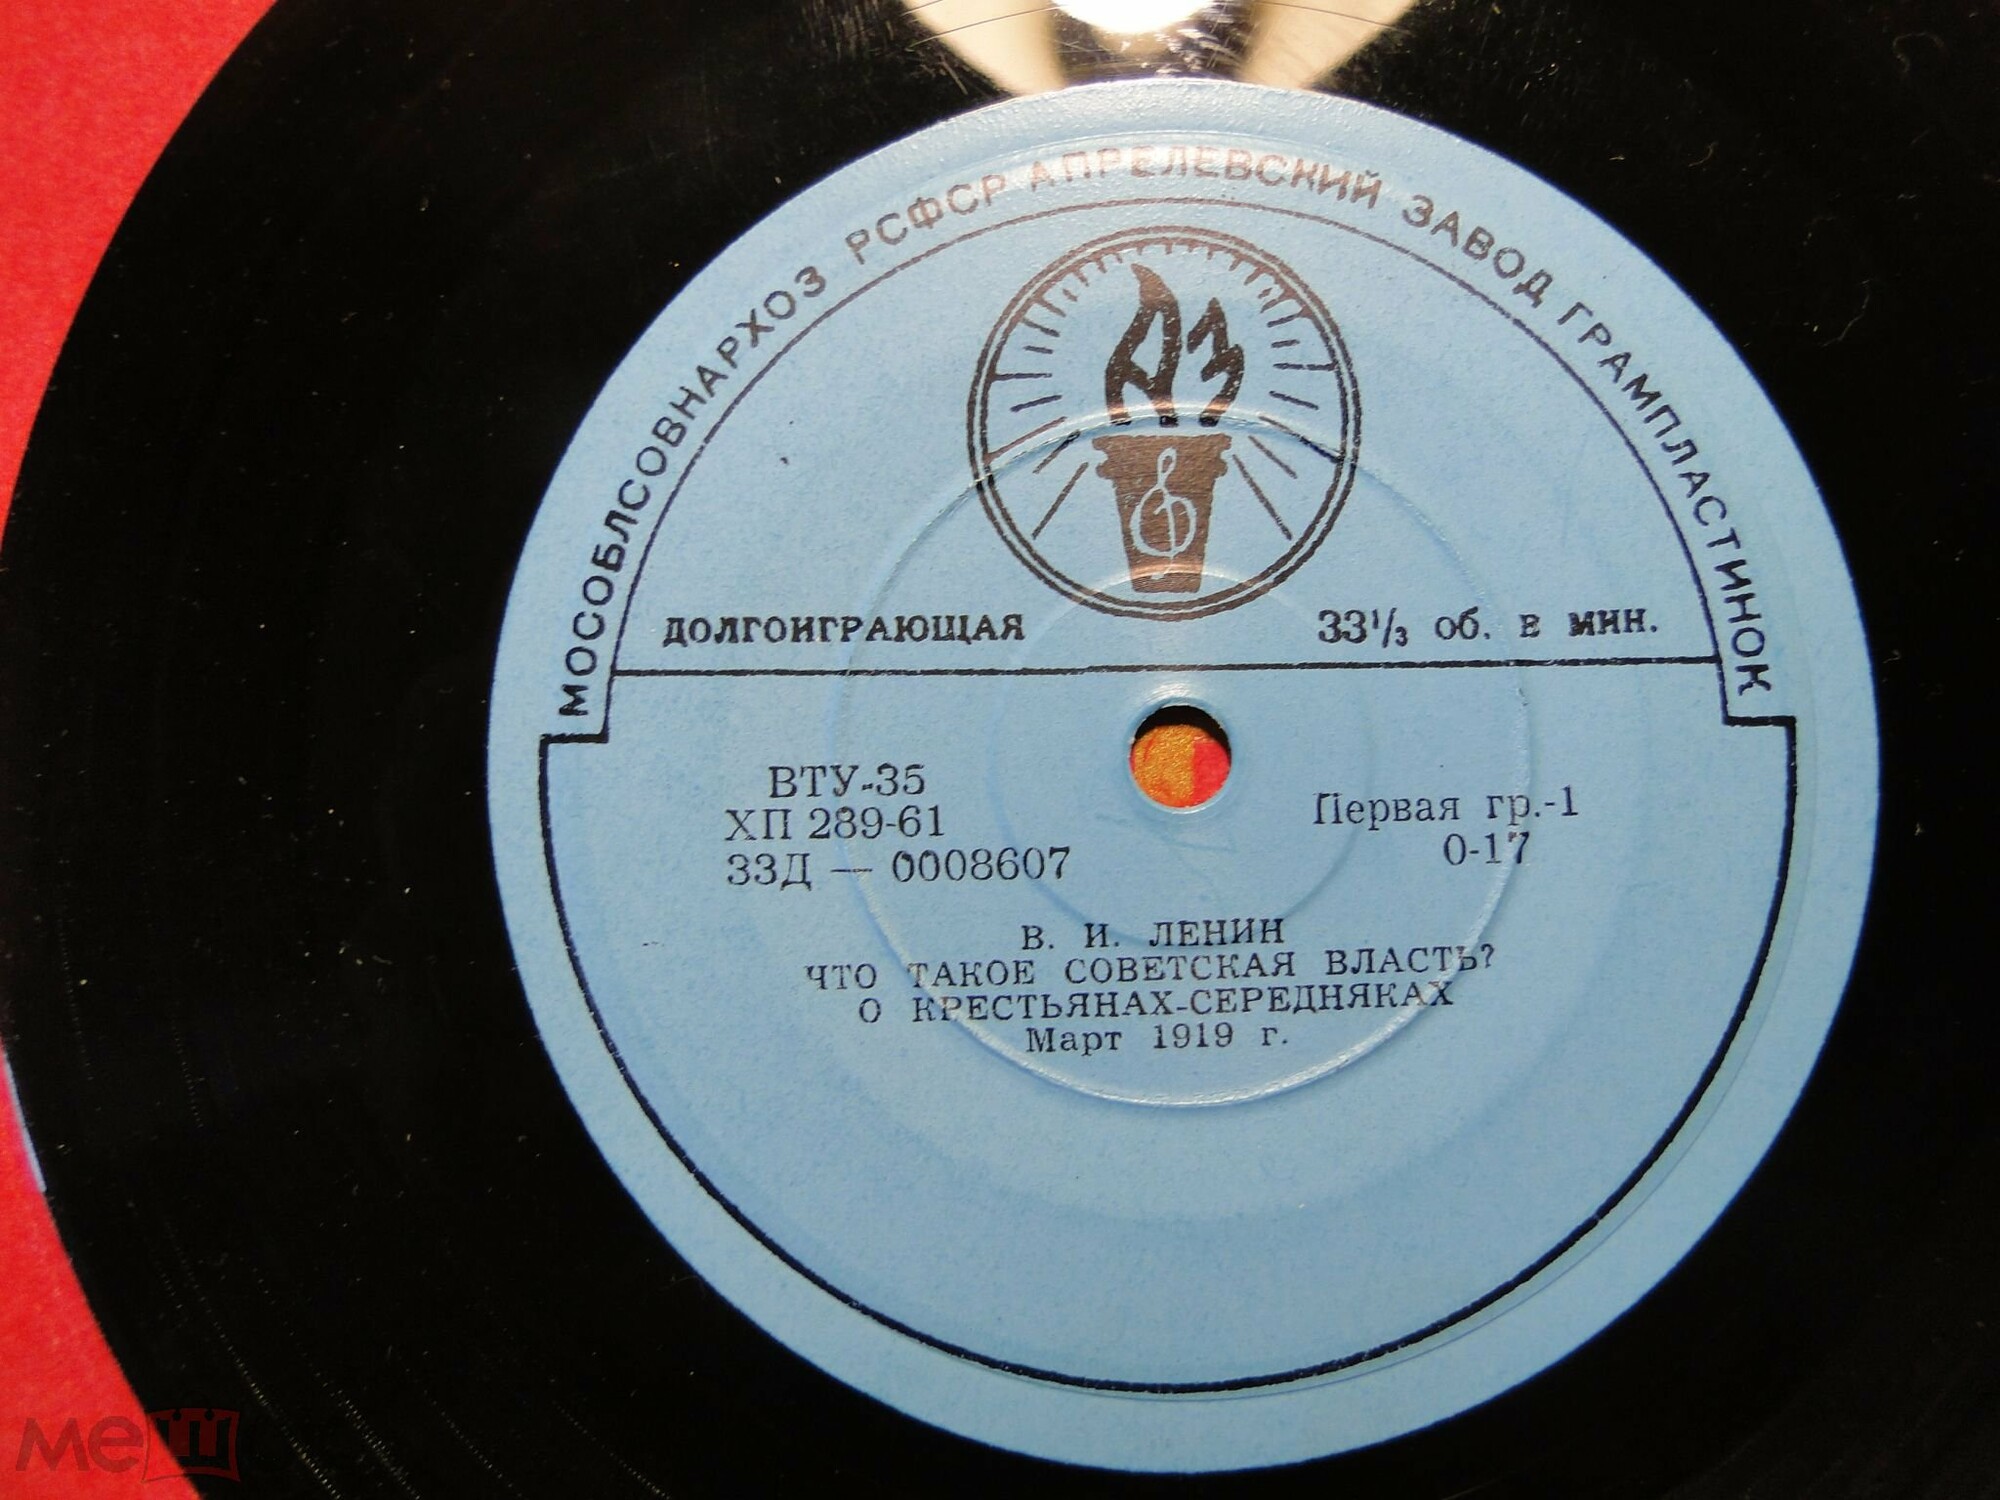 МОСОБЛСОВНАРХОЗ РСФСР АПРЕЛЕВСКИЙ ЗАВОД ГРАМПЛАСТИНОК
АЗ
ДОЛГОИГРАЮЩАЯ 33⅓ об. в мин.
ВТУ-35
ХП 289-61 Первая гр.-1
33Д — 0008607 0-17
В. И. ЛЕНИН
ЧТО ТАКОЕ СОВЕТСКАЯ ВЛАСТЬ?
О КРЕСТЬЯНАХ-СЕРЕДНЯКАХ
Март 1919 г.